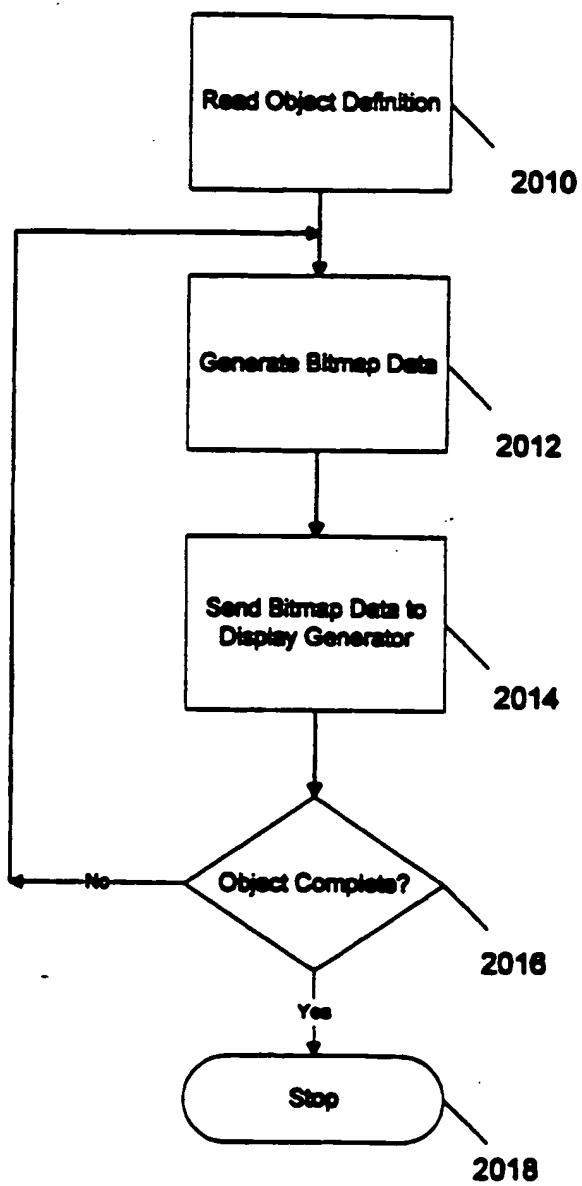 Read Object Definition
2010
Generate Bitmap Data
2012
Send Bitmap Data to
Display Generator
2014
Object Complete?
No
2016
Yes
Stop
2018